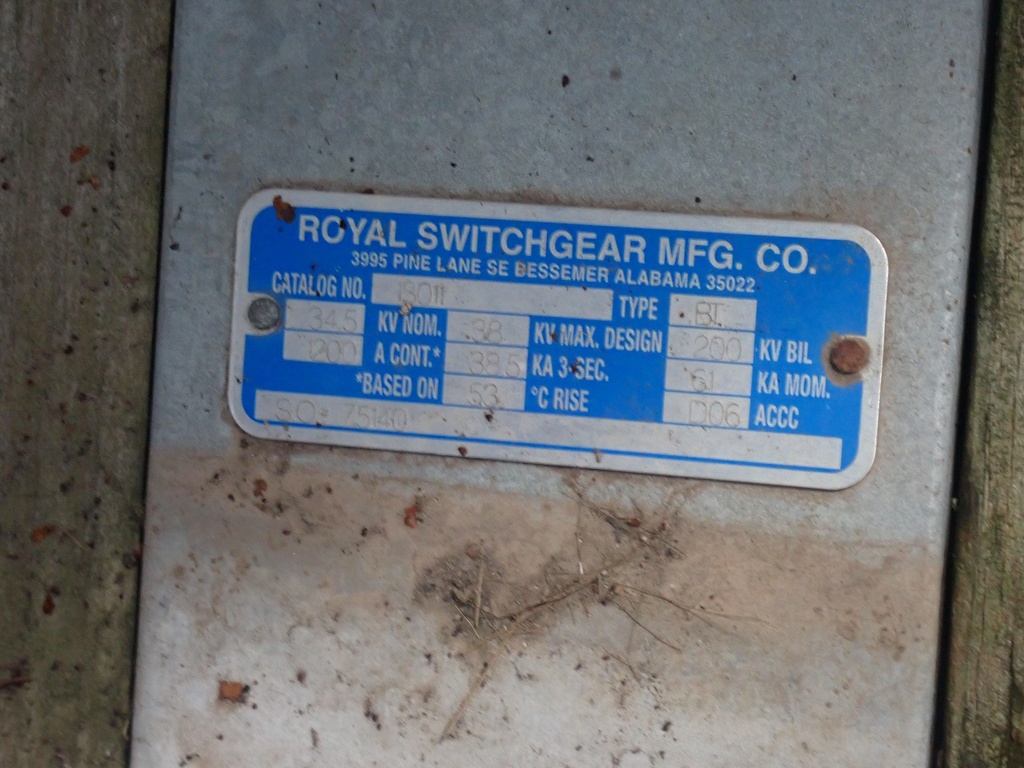 ROYAL SWITCHGEAR MFG. CO.
3995 PINE LANE SE BESSEMER ALABAMA 35022
CATALOG NO. TYPE BT
34.5 KV NOM. 38 KV MAX. DESIGN 200 KV BIL
1200 A CONT.* 38.5 KA 3-SEC. 61 KA MOM.
*BASED ON 53 °C RISE D06 ACCC
SO# 75140